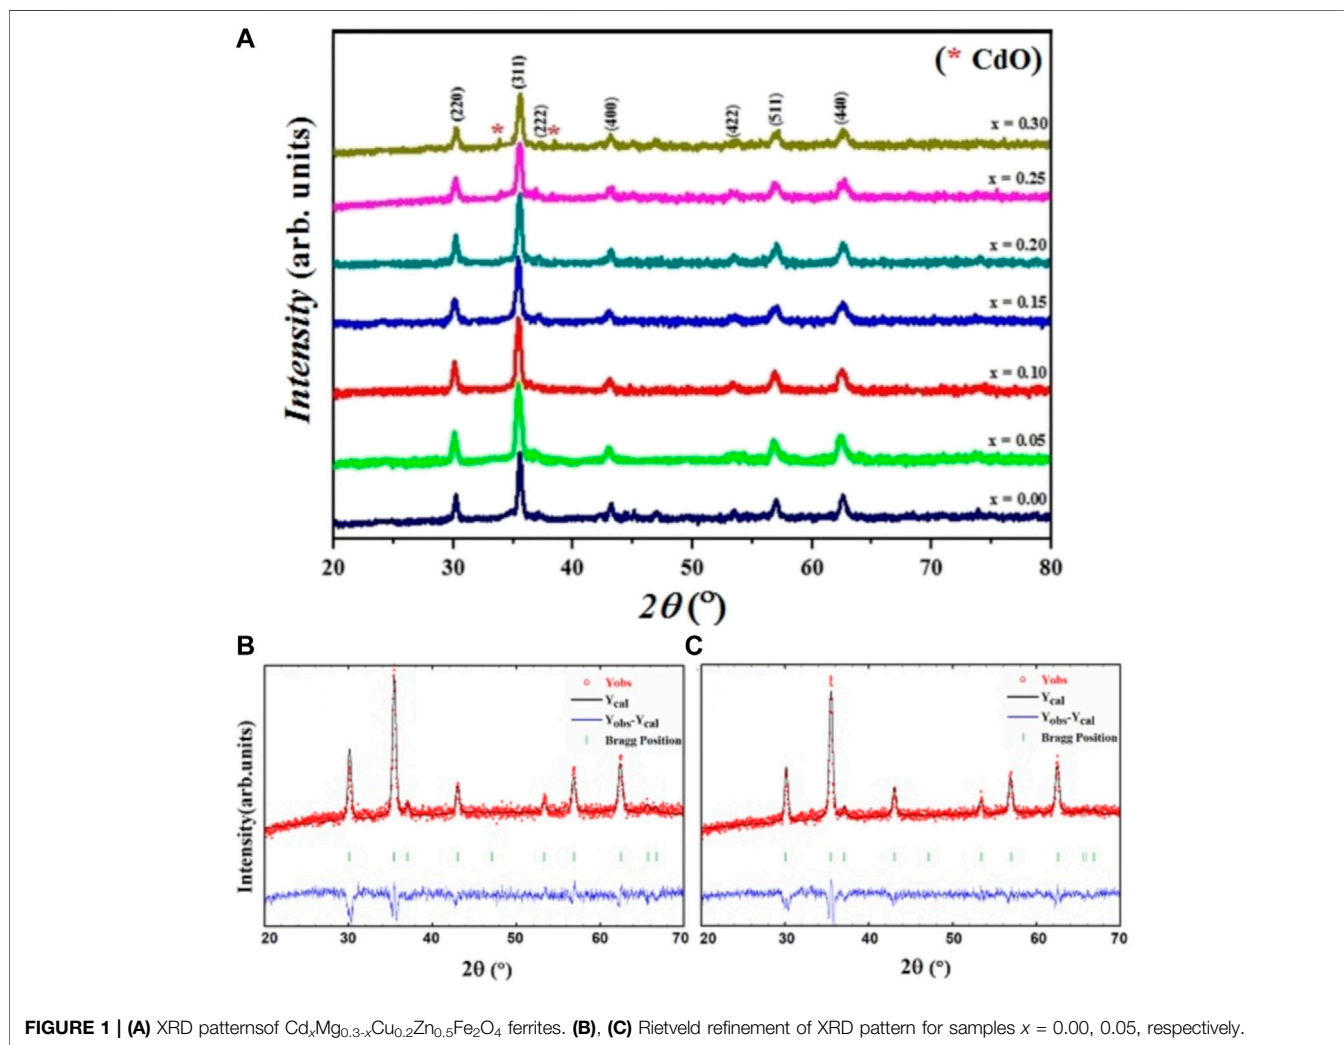 A
(* CdO)
(220)
*
(311)
(222)
*
(400)
(422)
(511)
(440)
x = 0.30
x = 0.25
x = 0.20
x = 0.15
x = 0.10
x = 0.05
x = 0.00
Intensity (arb. units)
20 30 40 50 60 70 80
2θ (°)
B
Yobs
Ycal
Yobs-Ycal
Bragg Position
Intensity(arb.units)
20 30 40 50 60 70
2θ (°)
C
Yobs
Ycal
Yobs-Ycal
Bragg Position
20 30 40 50 60 70
2θ (°)
FIGURE 1 | (A) XRD patternsof CdxMg0.3-xCu0.2Zn0.5Fe2O4 ferrites. (B), (C) Rietveld refinement of XRD pattern for samples x = 0.00, 0.05, respectively.